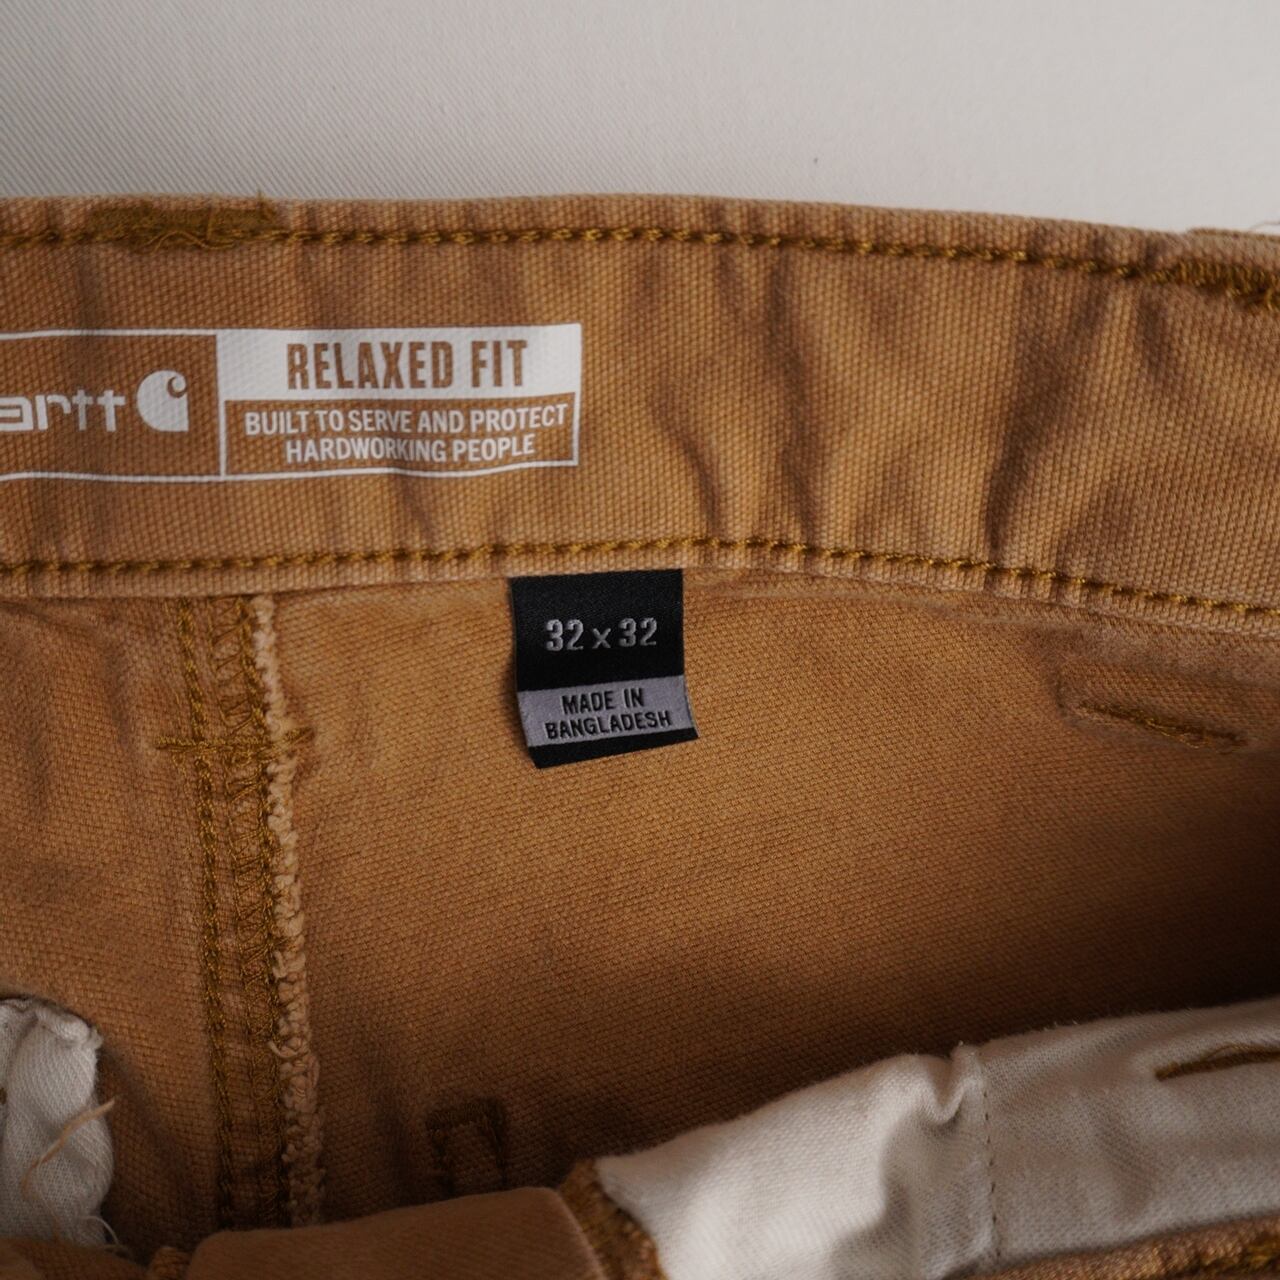 artt
RELAXED FIT
BUILT TO SERVE AND PROTECT
HARDWORKING PEOPLE
32 x 32
MADE IN
BANGLADESH